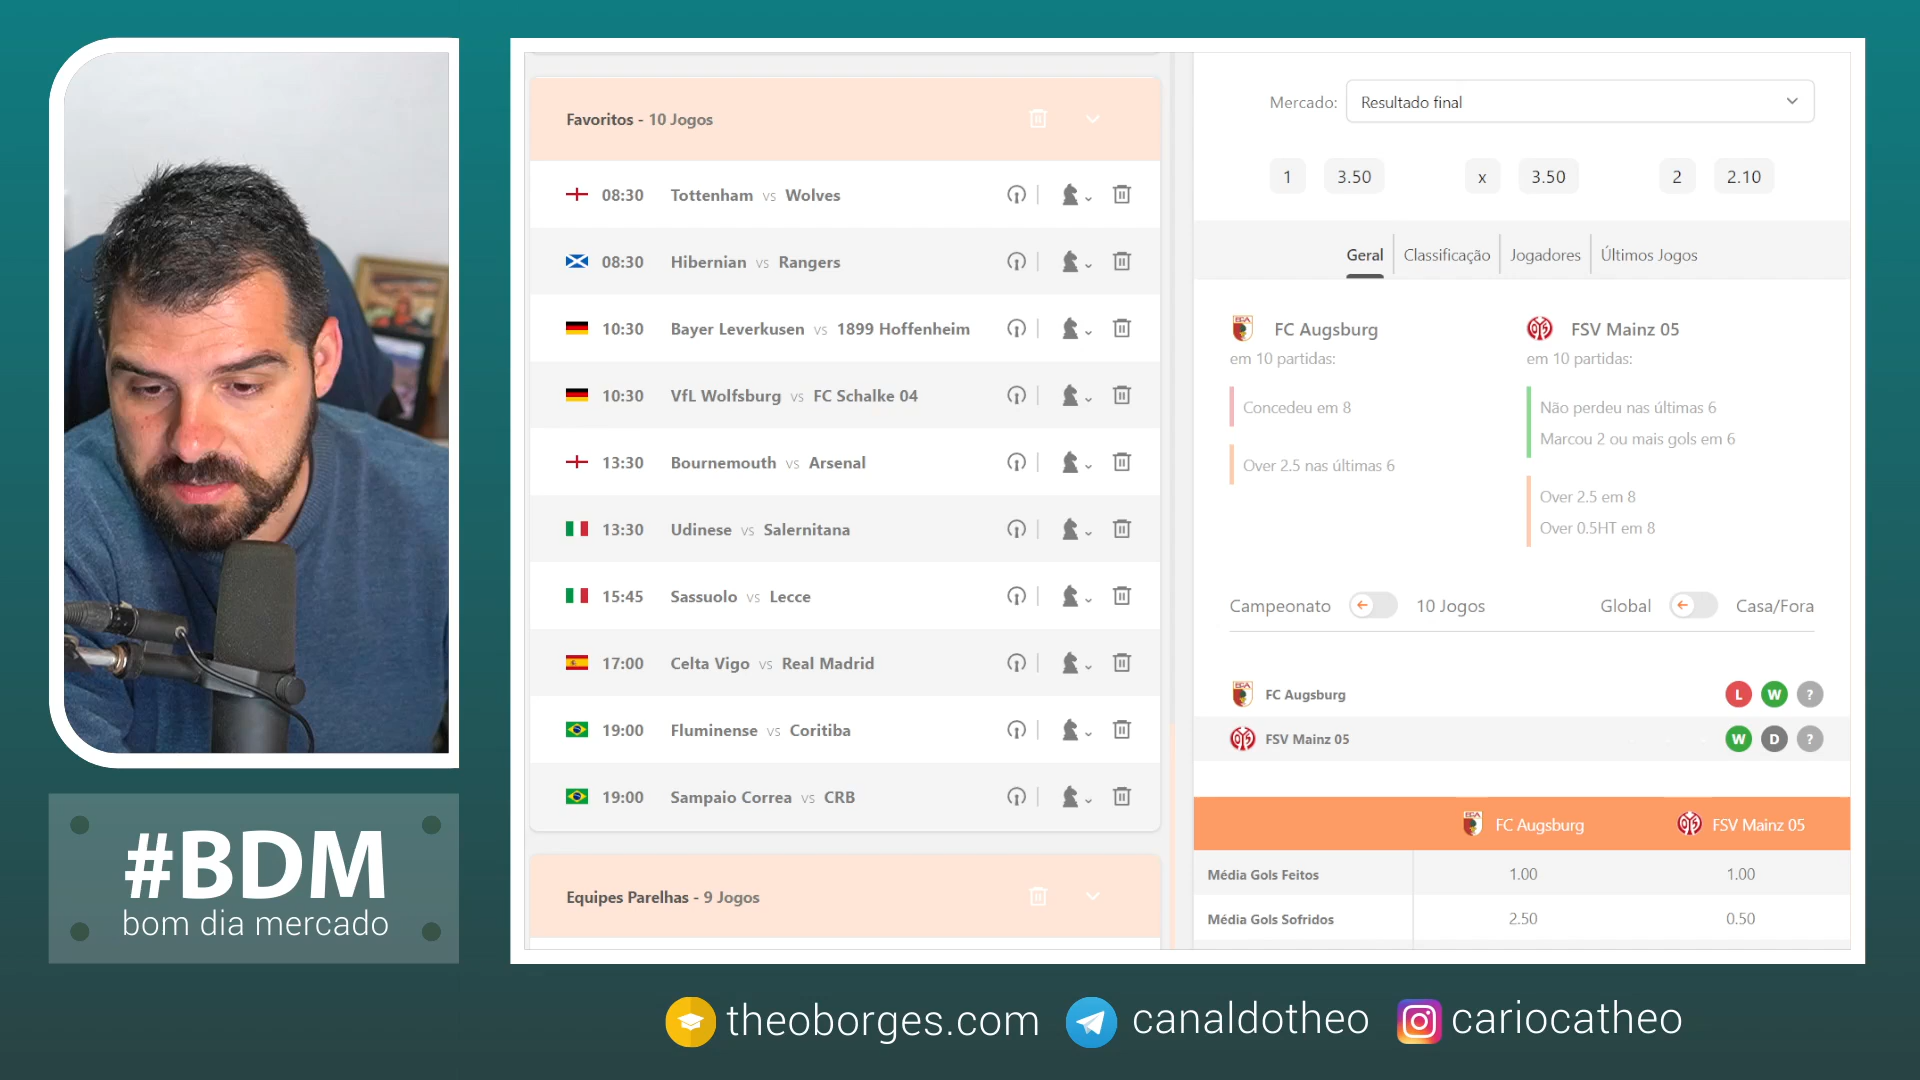 Favoritos - 10 Jogos
08:30 Tottenham vs Wolves
08:30 Hibernian vs Rangers
10:30 Bayer Leverkusen vs 1899 Hoffenheim
10:30 VfL Wolfsburg vs FC Schalke 04
13:30 Bournemouth vs Arsenal
13:30 Udinese vs Salernitana
15:45 Sassuolo vs Lecce
17:00 Celta Vigo vs Real Madrid
19:00 Fluminense vs Coritiba
19:00 Sampaio Correa vs CRB
Equipes Parelhas - 9 Jogos
Mercado: Resultado final
1 3.50 x 3.50 2 2.10
Geral Classificação Jogadores Últimos Jogos
FC Augsburg
em 10 partidas:
Concedeu em 8
Over 2.5 nas últimas 6
FSV Mainz 05
em 10 partidas:
Não perdeu nas últimas 6
Marcou 2 ou mais gols em 6
Over 2.5 em 8
Over 0.5HT em 8
Campeonato 10 Jogos Global Casa/Fora
FC Augsburg L W ?
FSV Mainz 05 W D ?
FC Augsburg FSV Mainz 05
Média Gols Feitos 1.00 1.00
Média Gols Sofridos 2.50 0.50
#BDM
bom dia mercado
theoborges.com canaldotheo cariocatheo